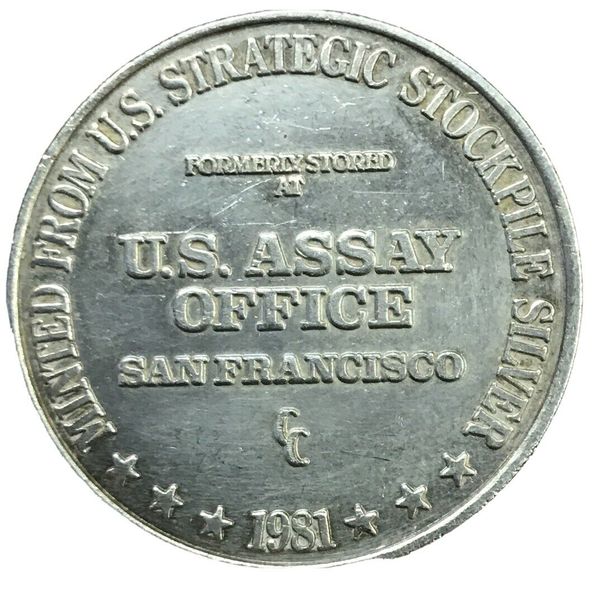 MINTED FROM U.S. STRATEGIC STOCKPILE SILVER
FORMERLY STORED
AT
U.S. ASSAY
OFFICE
SAN FRANCISCO
CC
1981